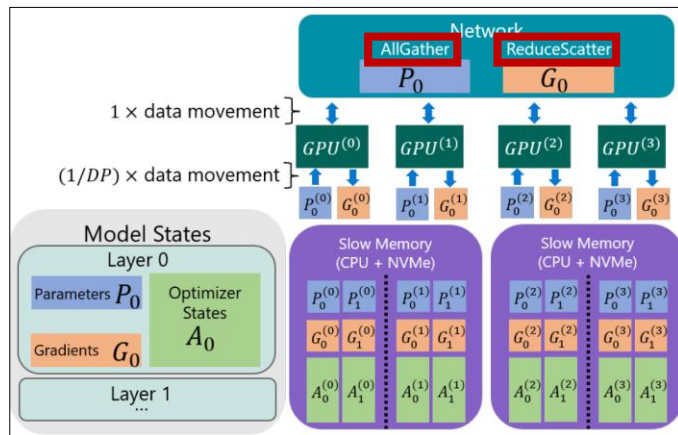 Network
AllGather ReduceScatter
P₀ G₀
1 × data movement
GPU⁽⁰⁾ GPU⁽¹⁾ GPU⁽²⁾ GPU⁽³⁾
(1/DP) × data movement
P₀⁽⁰⁾ G₀⁽⁰⁾ P₀⁽¹⁾ G₀⁽¹⁾ P₀⁽²⁾ G₀⁽²⁾ P₀⁽³⁾ G₀⁽³⁾
Model States
Layer 0
Parameters P₀
Optimizer
States
A₀
Gradients G₀
Layer 1
...
Slow Memory
(CPU + NVMe)
P₀⁽⁰⁾ P₁⁽⁰⁾ P₀⁽¹⁾ P₁⁽¹⁾
G₀⁽⁰⁾ G₁⁽⁰⁾ G₀⁽¹⁾ G₁⁽¹⁾
A₀⁽⁰⁾ A₁⁽⁰⁾ A₀⁽¹⁾ A₁⁽¹⁾
Slow Memory
(CPU + NVMe)
P₀⁽²⁾ P₁⁽²⁾ P₀⁽³⁾ P₁⁽³⁾
G₀⁽²⁾ G₁⁽²⁾ G₀⁽³⁾ G₁⁽³⁾
A₀⁽²⁾ A₁⁽²⁾ A₀⁽³⁾ A₁⁽³⁾